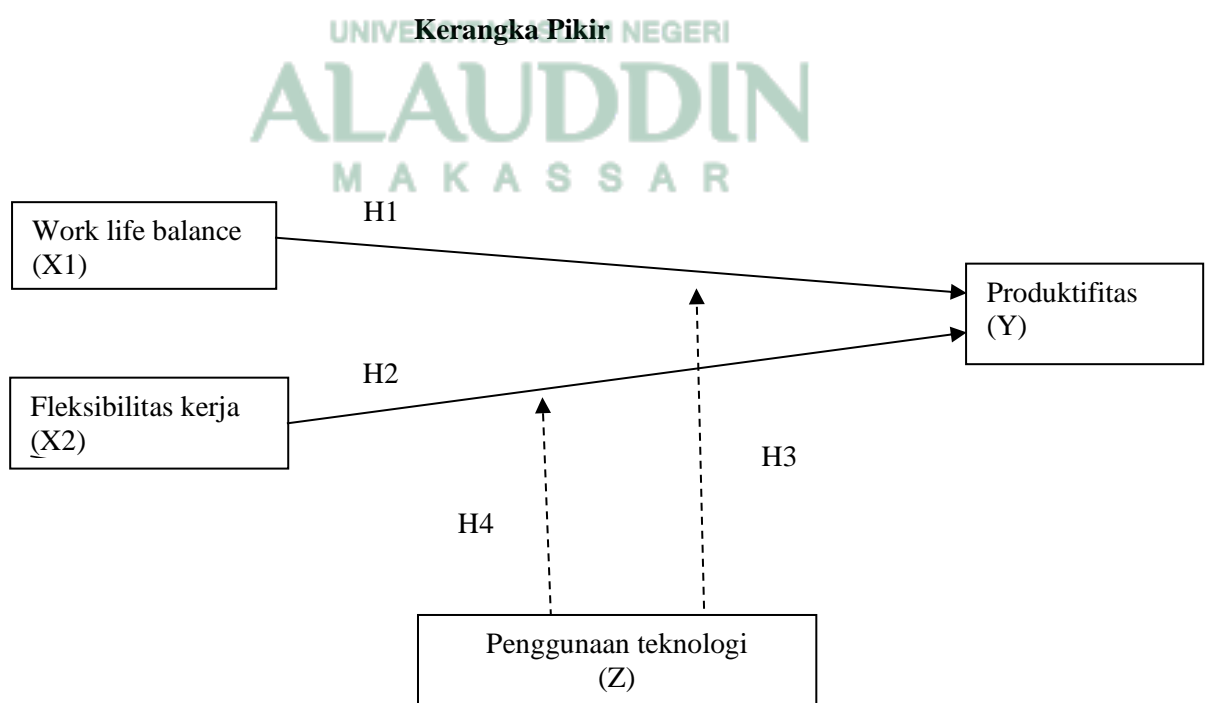 UNIVERSITAS ISLAM NEGERI
Kerangka Pikir
ALAUDDIN
MAKASSAR
H1
Work life balance
(X1)
Produktifitas
(Y)
H2
Fleksibilitas kerja
(X2)
H3
H4
Penggunaan teknologi
(Z)